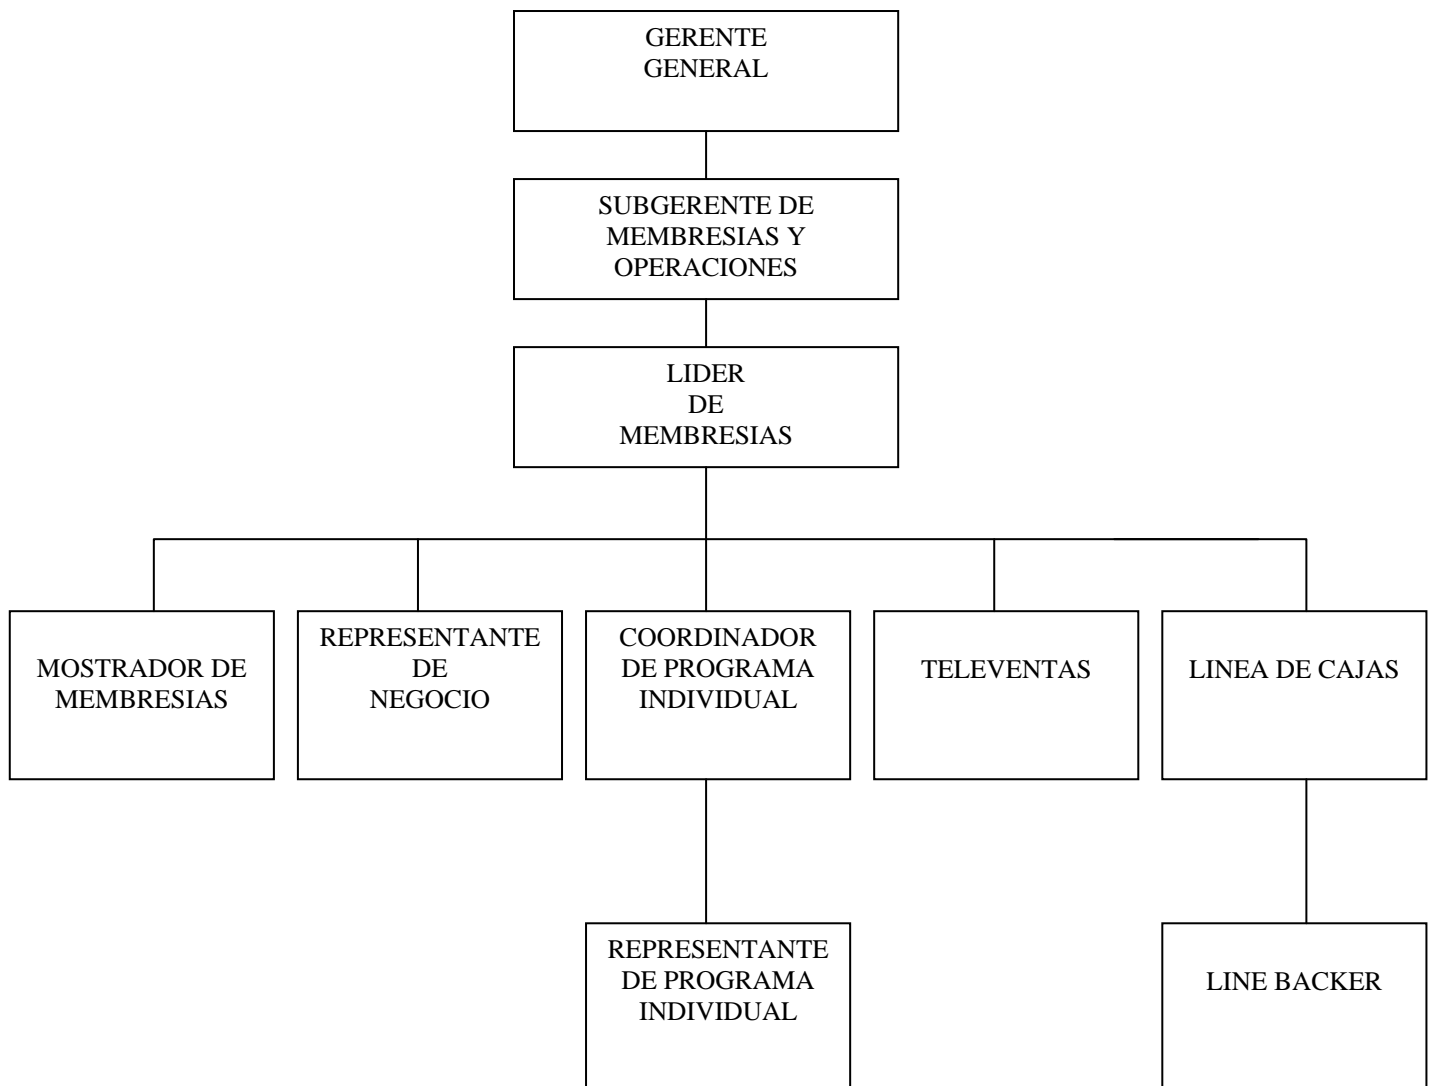 GERENTE
GENERAL
SUBGERENTE DE
MEMBRESIAS Y
OPERACIONES
LIDER
DE
MEMBRESIAS
MOSTRADOR DE
MEMBRESIAS
REPRESENTANTE
DE
NEGOCIO
COORDINADOR
DE PROGRAMA
INDIVIDUAL
TELEVENTAS
LINEA DE CAJAS
REPRESENTANTE
DE PROGRAMA
INDIVIDUAL
LINE BACKER